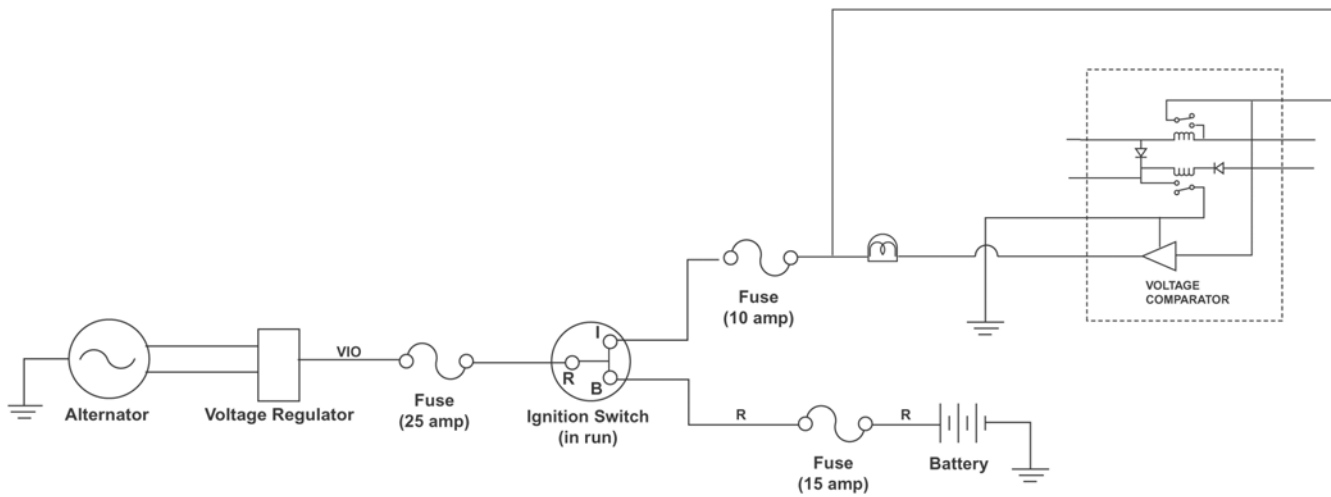 VOLTAGE
COMPARATOR
Fuse
(10 amp)
I
R
B
VIO
Alternator
Voltage Regulator
Fuse
(25 amp)
Ignition Switch
(in run)
R
R
Fuse
(15 amp)
Battery